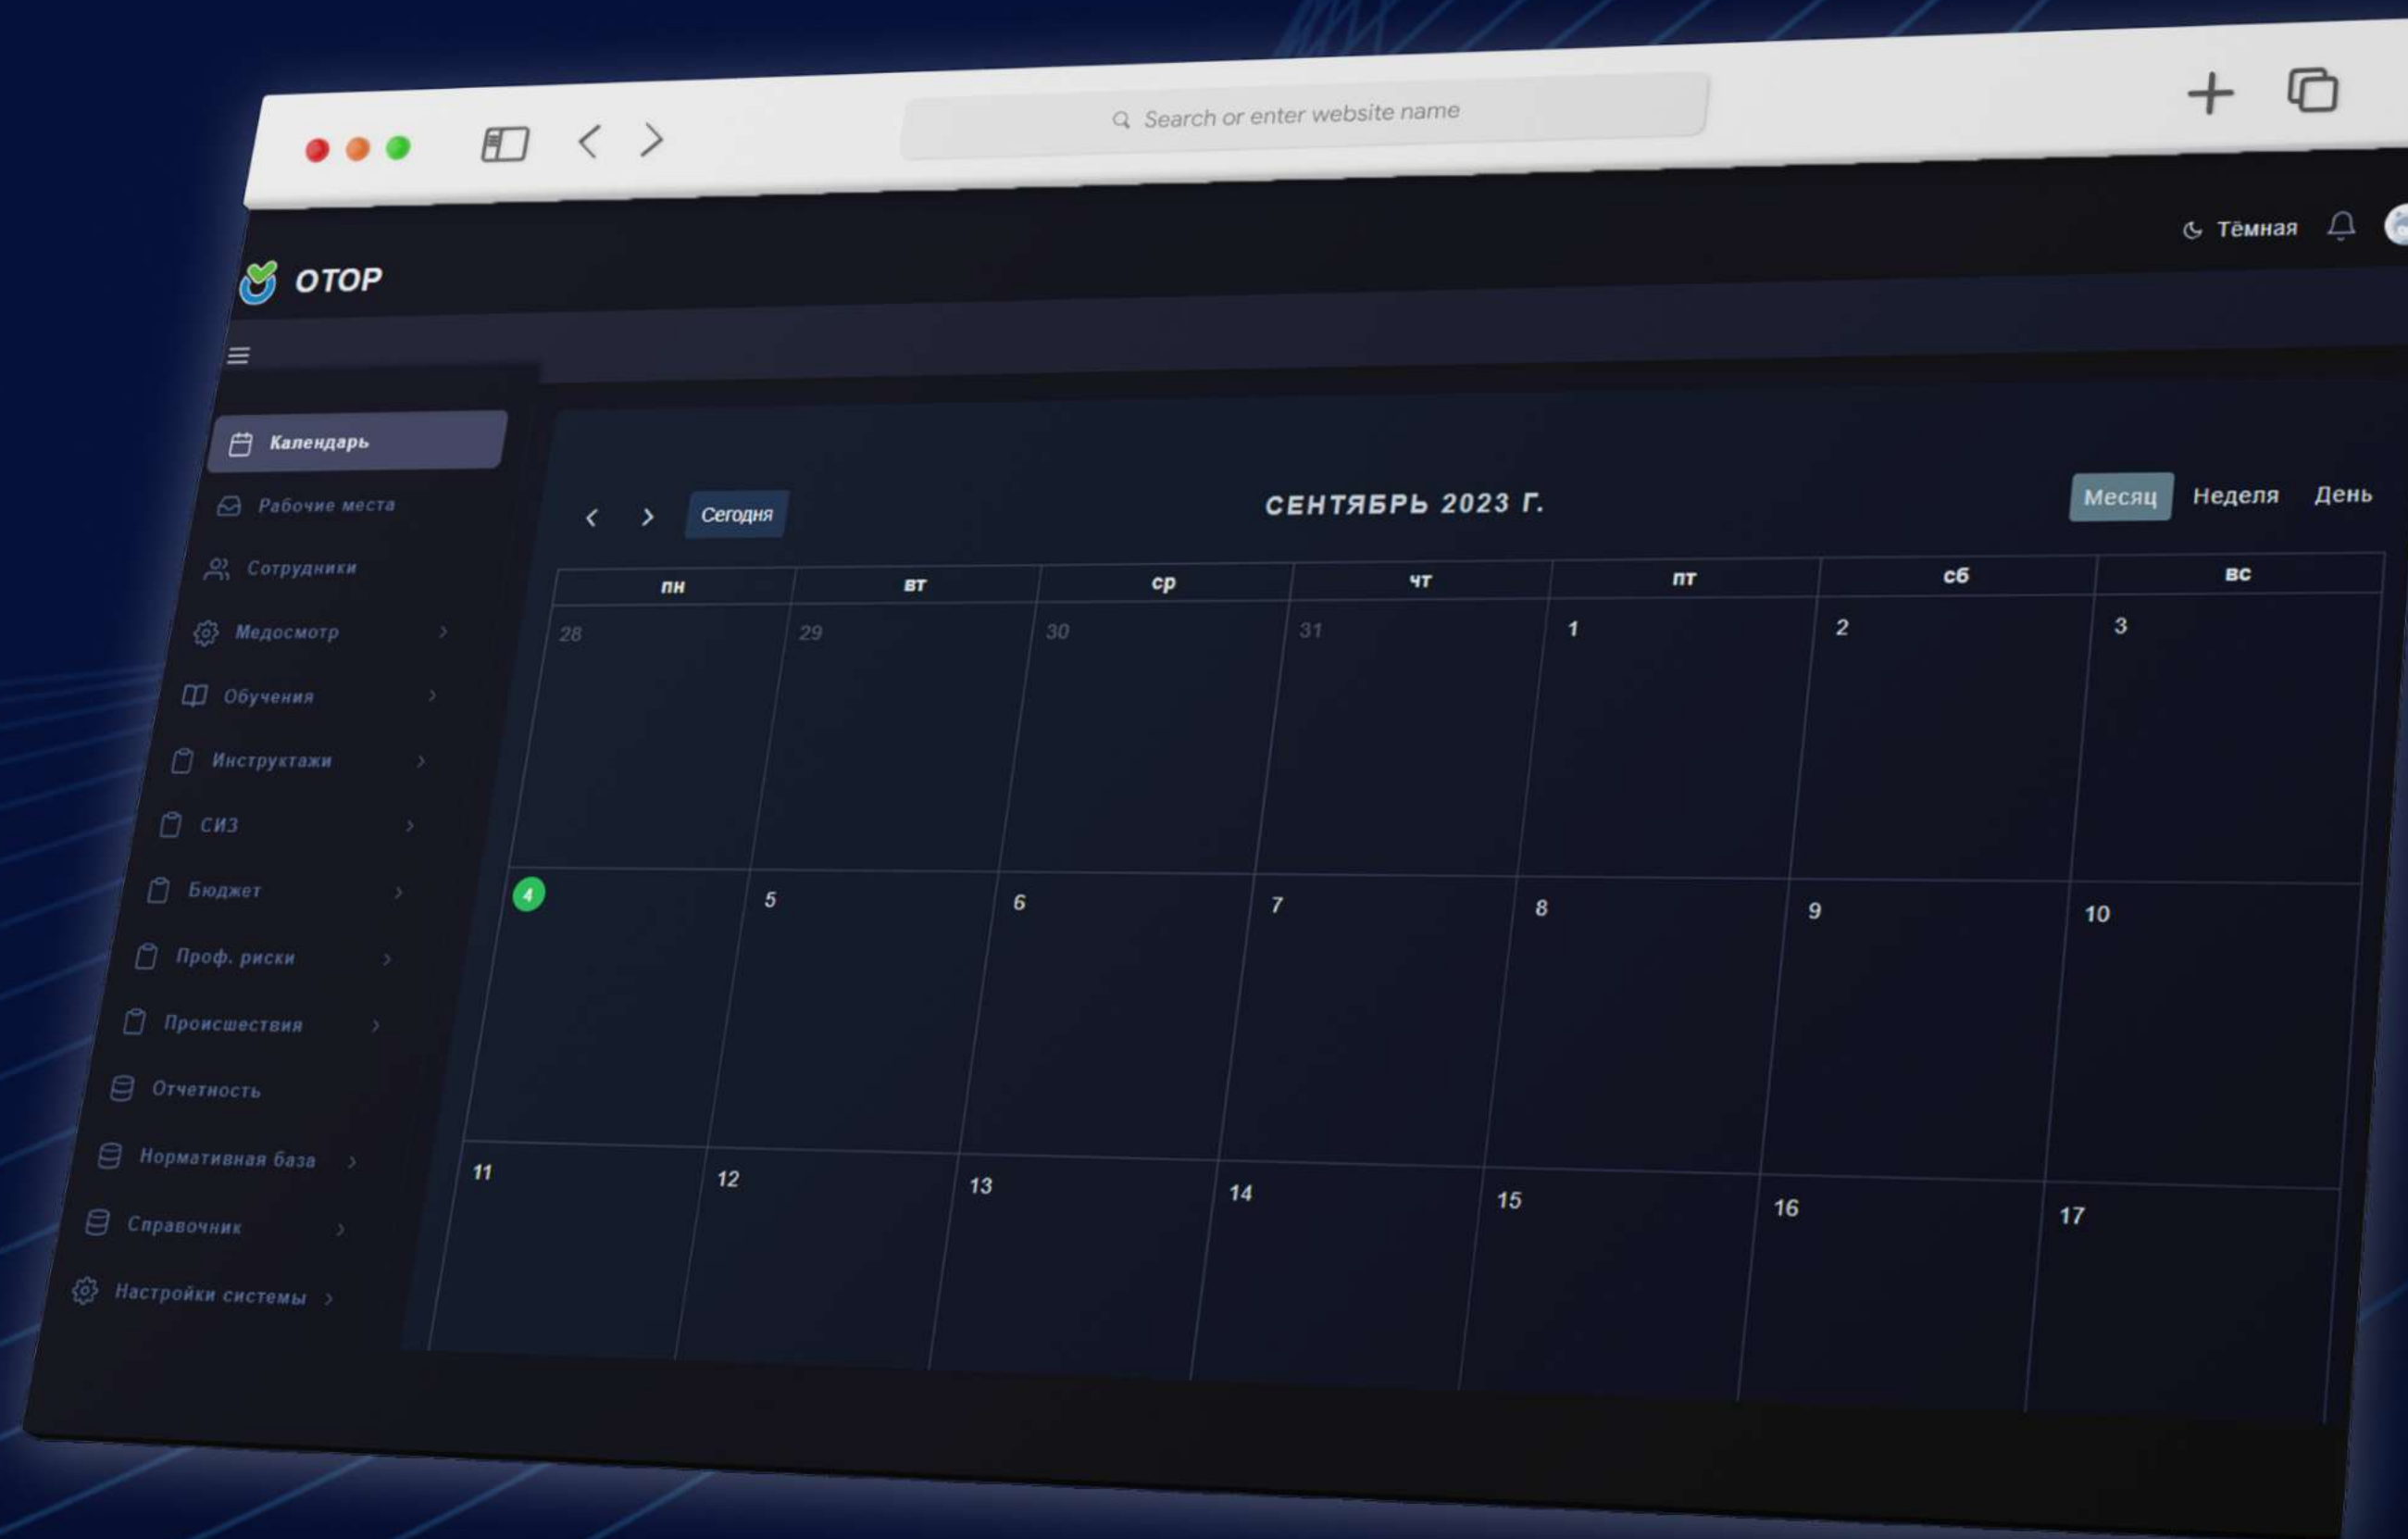 Search or enter website name
Тёмная
ОТОР
Календарь
Рабочие места
Сотрудники
Медосмотр
Обучения
Инструктажи
СИЗ
Бюджет
Проф. риски
Происшествия
Отчетность
Нормативная база
Справочник
Настройки системы
Сегодня
СЕНТЯБРЬ 2023 Г.
Месяц Неделя День
пн вт ср чт пт сб вс
28 29 30 31 1 2 3
4 5 6 7 8 9 10
11 12 13 14 15 16 17